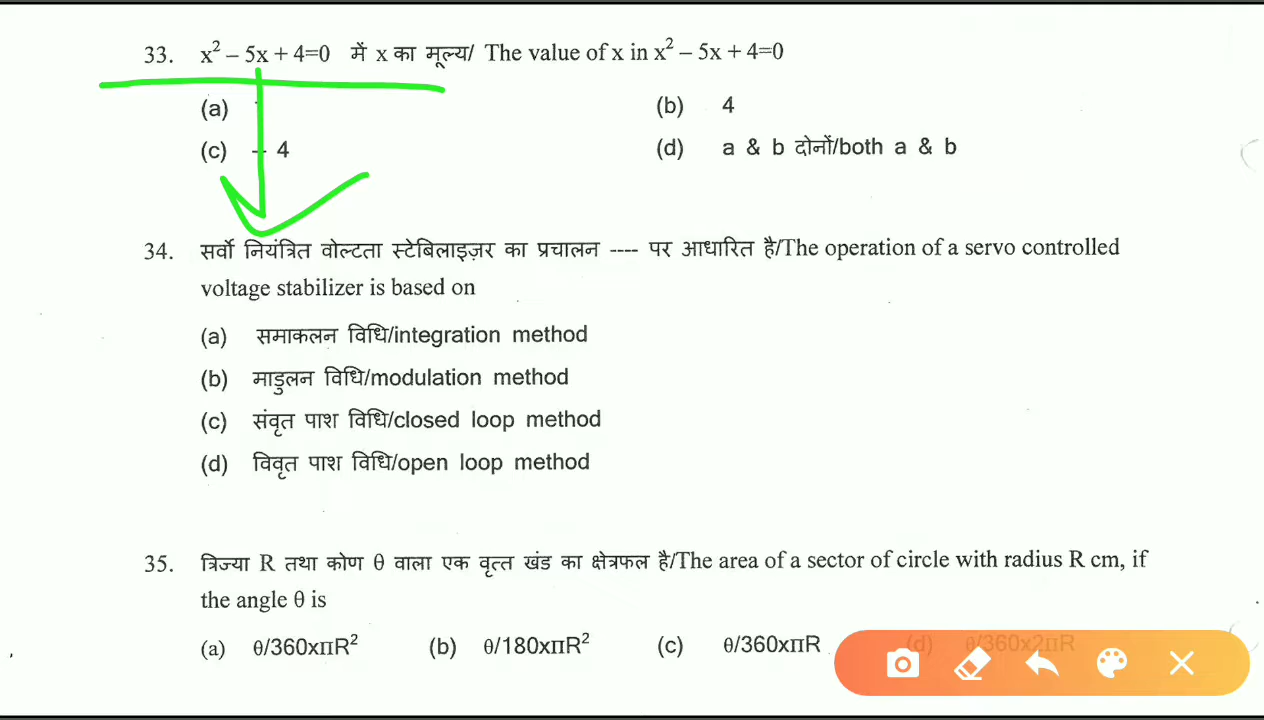 33. x² – 5x + 4=0 में x का मूल्य/ The value of x in x² – 5x + 4=0
(a)
(b) 4
(c) – 4
(d) a & b दोनों/both a & b
34. सर्वो नियंत्रित वोल्टता स्टेबिलाइज़र का प्रचालन ---- पर आधारित है/The operation of a servo controlled
voltage stabilizer is based on
(a) समाकलन विधि/integration method
(b) माडुलन विधि/modulation method
(c) संवृत पाश विधि/closed loop method
(d) विवृत पाश विधि/open loop method
35. त्रिज्या R तथा कोण θ वाला एक वृत्त खंड का क्षेत्रफल है/The area of a sector of circle with radius R cm, if
the angle θ is
(a) θ/360xπR² (b) θ/180xπR² (c) θ/360xπR (d) θ/360x2πR